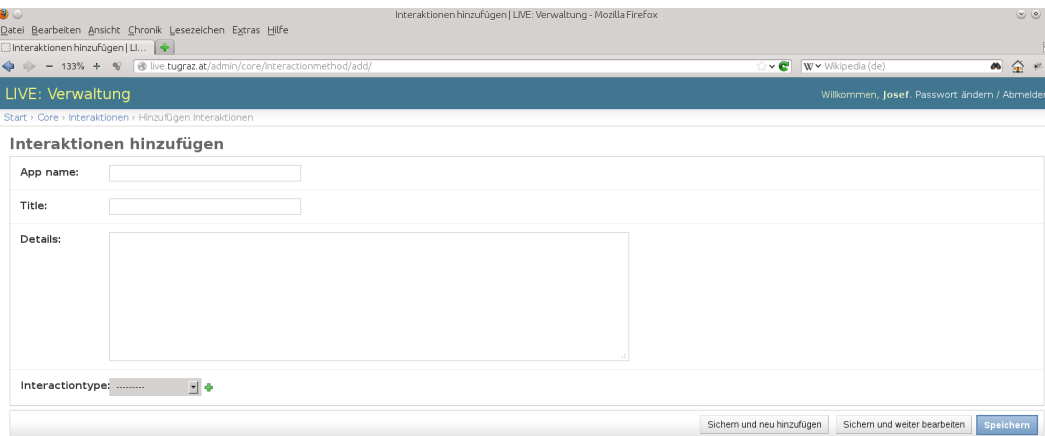 Interaktionen hinzufügen | LIVE: Verwaltung - Mozilla Firefox
Datei Bearbeiten Ansicht Chronik Lesezeichen Extras Hilfe
Interaktionen hinzufügen | LI...
133% live.tugraz.at/admin/core/interactionmethod/add/ W Wikipedia (de)
LIVE: Verwaltung Willkommen, Josef. Passwort ändern / Abmelden
Start › Core › Interaktionen › Hinzufügen Interaktionen
Interaktionen hinzufügen
App name:
Title:
Details:
Interactiontype: ---------
Sichern und neu hinzufügen Sichern und weiter bearbeiten Speichern